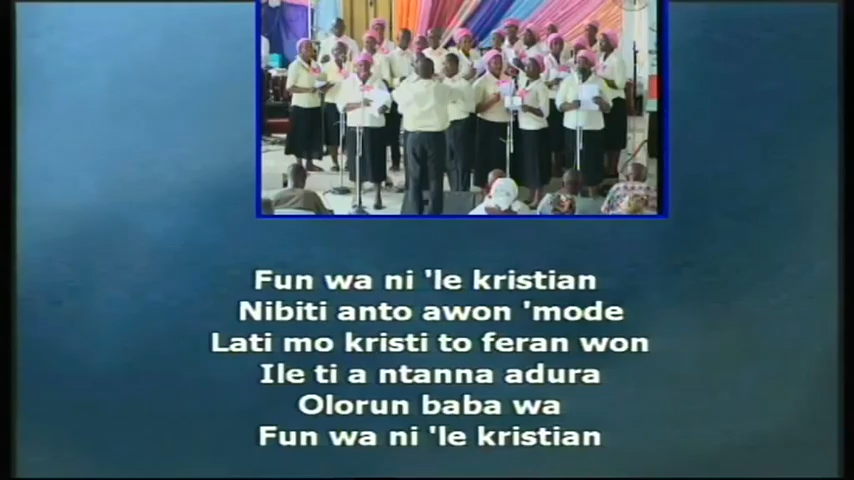 Fun wa ni 'le kristian
Nibiti anto awon 'mode
Lati mo kristi to feran won
Ile ti a ntanna adura
Olorun baba wa
Fun wa ni 'le kristian